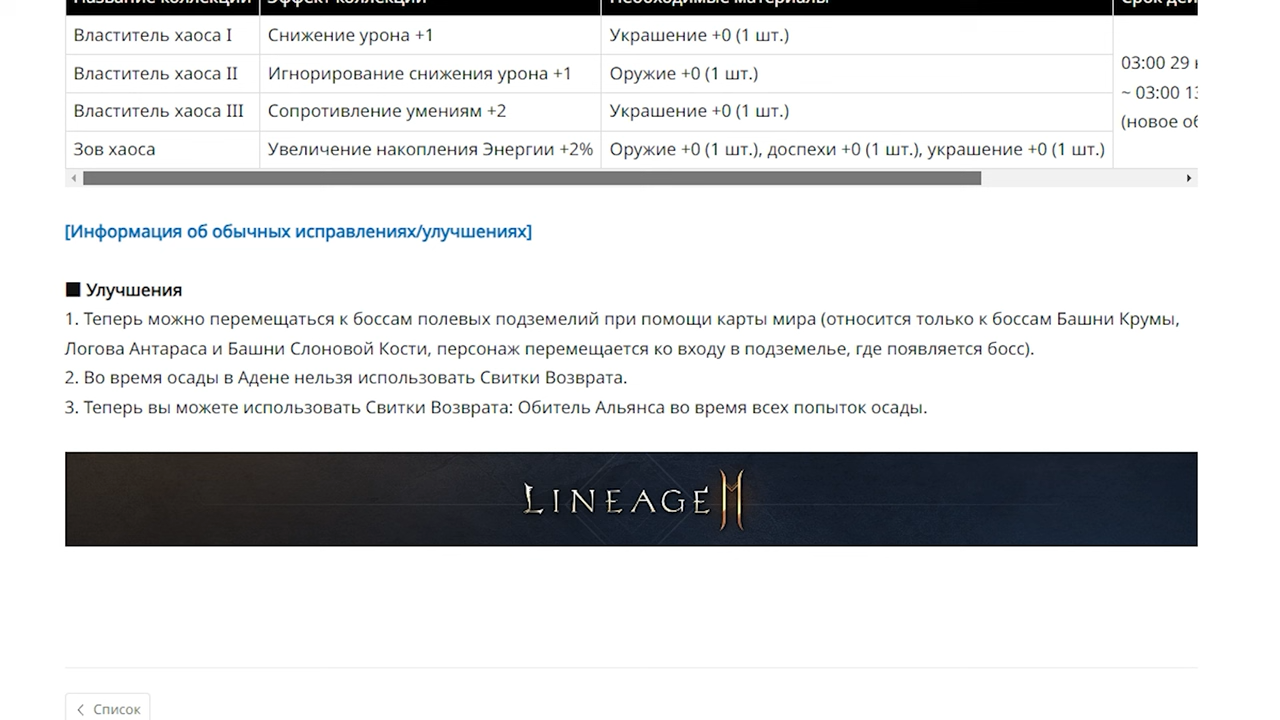 Название коллекции Эффект коллекции Необходимые материалы
Властитель хаоса I Снижение урона +1 Украшение +0 (1 шт.)
03:00 29
Властитель хаоса II Игнорирование снижения урона +1 Оружие +0 (1 шт.)
~ 03:00
Властитель хаоса III Сопротивление умениям +2 Украшение +0 (1 шт.)
(новое
Зов хаоса Увеличение накопления Энергии +2% Оружие +0 (1 шт.), доспехи +0 (1 шт.), украшение +0 (1 шт.)
[Информация об обычных исправлениях/улучшениях]
■ Улучшения
1. Теперь можно перемещаться к боссам полевых подземелий при помощи карты мира (относится только к боссам Башни Крумы,
Логова Антараса и Башни Слоновой Кости, персонаж перемещается ко входу в подземелье, где появляется босс).
2. Во время осады в Адене нельзя использовать Свитки Возврата.
3. Теперь вы можете использовать Свитки Возврата: Обитель Альянса во время всех попыток осады.
LINEAGE M
Список